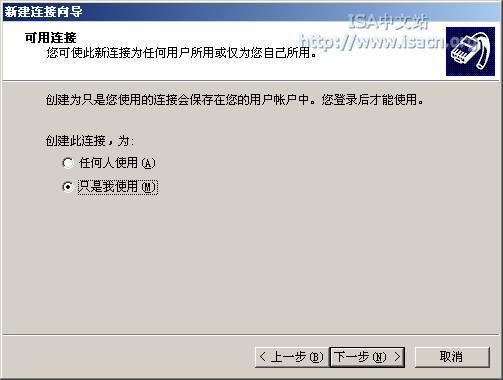 新建连接向导
ISA中文站
http://www.isacn.org
可用连接
您可使此新连接为任何用户所用或仅为您自己所用。
创建为只是您使用的连接会保存在您的用户帐户中。您登录后才能使用。
创建此连接，为:
任何人使用(A)
只是我使用(M)
< 上一步(B) 下一步(N) > 取消